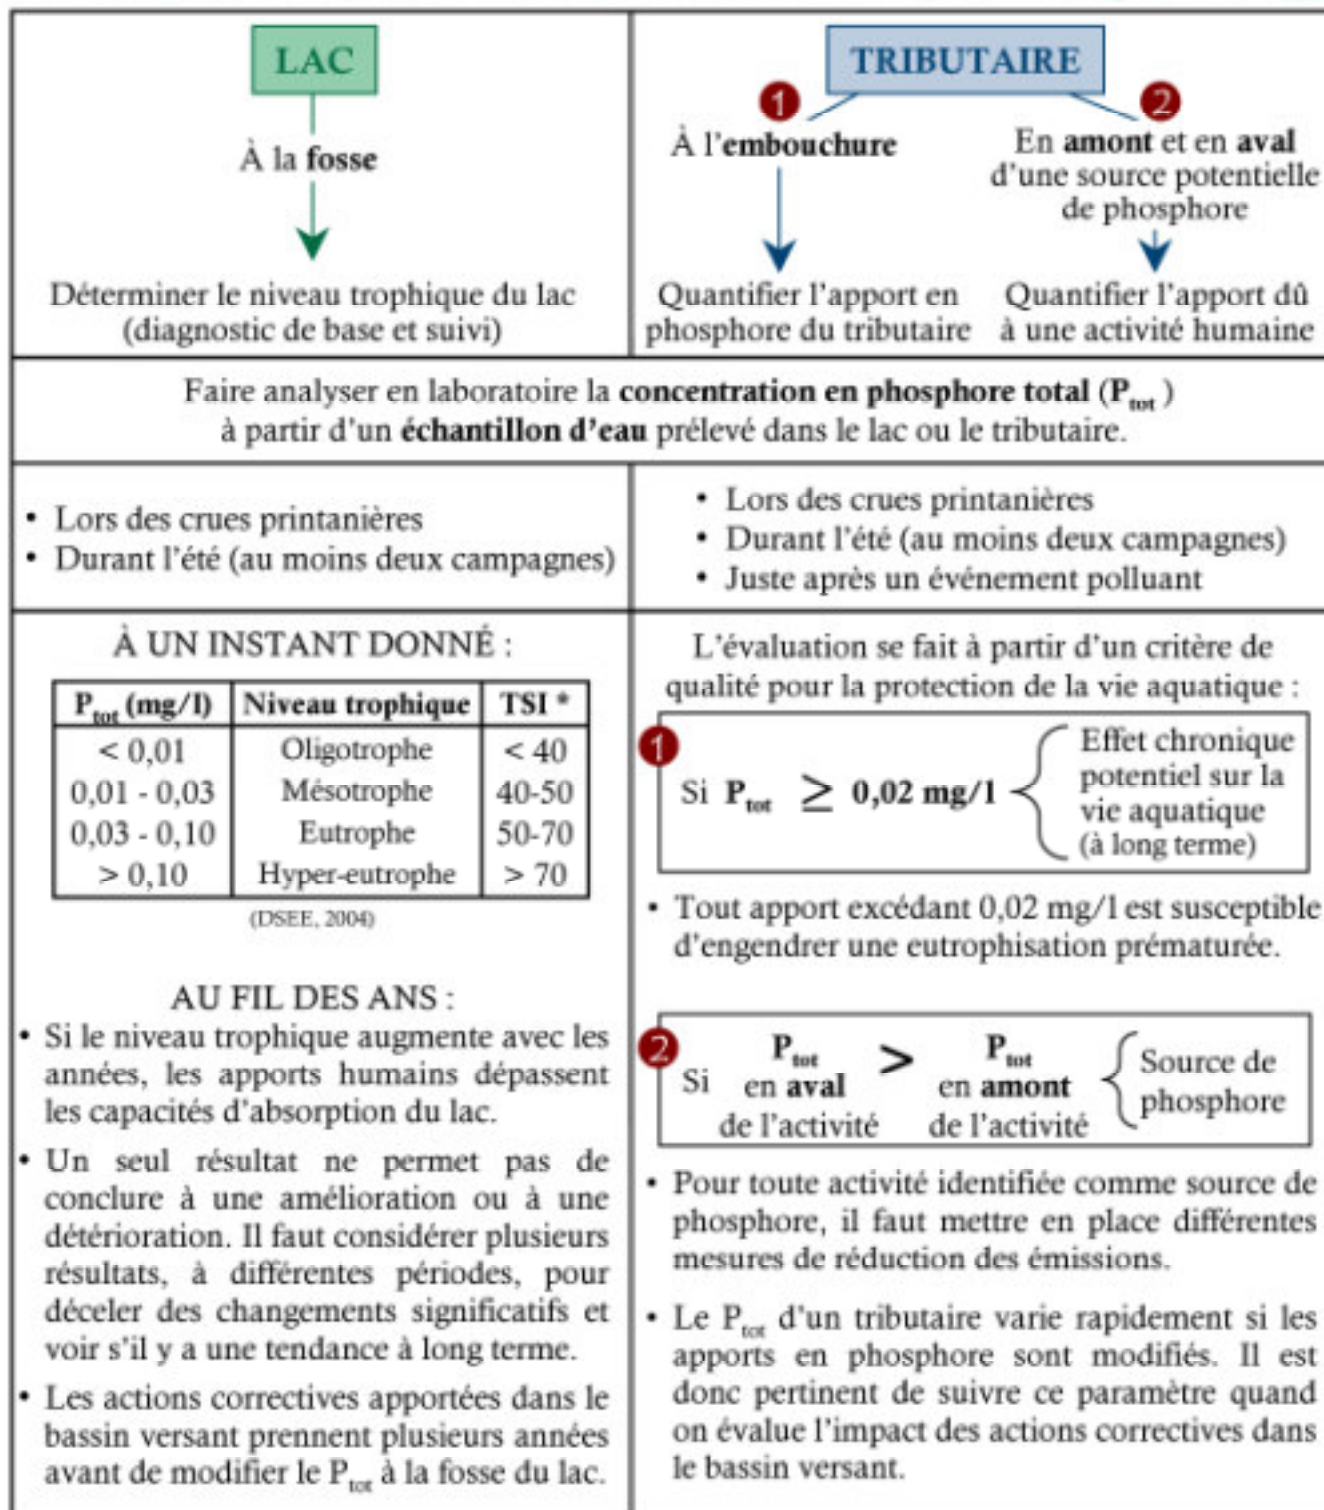 LAC
À la fosse
Déterminer le niveau trophique du lac
(diagnostic de base et suivi)
TRIBUTAIRE
1
À l'embouchure
Quantifier l'apport en
phosphore du tributaire
2
En amont et en aval
d'une source potentielle
de phosphore
Quantifier l'apport dû
à une activité humaine
Faire analyser en laboratoire la concentration en phosphore total (Ptot )
à partir d'un échantillon d'eau prélevé dans le lac ou le tributaire.
• Lors des crues printanières
• Durant l'été (au moins deux campagnes)
• Lors des crues printanières
• Durant l'été (au moins deux campagnes)
• Juste après un événement polluant
À UN INSTANT DONNÉ :
Ptot (mg/l) Niveau trophique TSI *
< 0,01 Oligotrophe < 40
0,01 - 0,03 Mésotrophe 40-50
0,03 - 0,10 Eutrophe 50-70
> 0,10 Hyper-eutrophe > 70
(DSEE, 2004)
AU FIL DES ANS :
• Si le niveau trophique augmente avec les
années, les apports humains dépassent
les capacités d'absorption du lac.
• Un seul résultat ne permet pas de
conclure à une amélioration ou à une
détérioration. Il faut considérer plusieurs
résultats, à différentes périodes, pour
déceler des changements significatifs et
voir s'il y a une tendance à long terme.
• Les actions correctives apportées dans le
bassin versant prennent plusieurs années
avant de modifier le Ptot à la fosse du lac.
L'évaluation se fait à partir d'un critère de
qualité pour la protection de la vie aquatique :
1
Si Ptot ≥ 0,02 mg/l
Effet chronique
potentiel sur la
vie aquatique
(à long terme)
• Tout apport excédant 0,02 mg/l est susceptible
d'engendrer une eutrophisation prématurée.
2
Si Ptot en aval de l'activité > Ptot en amont de l'activité
Source de
phosphore
• Pour toute activité identifiée comme source de
phosphore, il faut mettre en place différentes
mesures de réduction des émissions.
• Le Ptot d'un tributaire varie rapidement si les
apports en phosphore sont modifiés. Il est
donc pertinent de suivre ce paramètre quand
on évalue l'impact des actions correctives dans
le bassin versant.